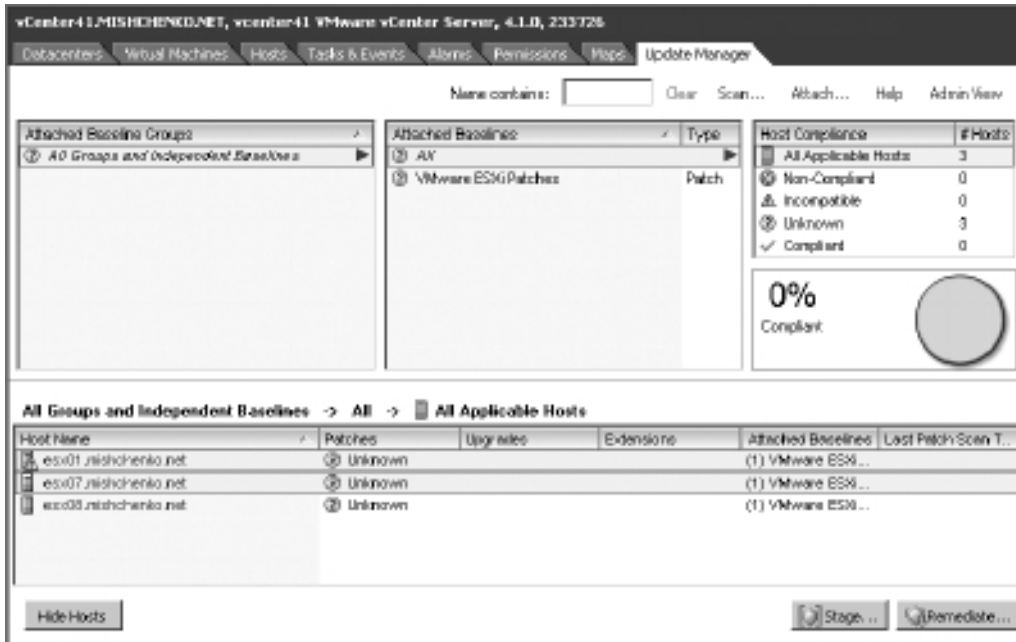 vCenter41.MISHCHENKO.NET, vcenter41 VMware vCenter Server, 4.1.0, 233726
Datacenters Virtual Machines Hosts Tasks & Events Alarms Permissions Maps Update Manager
Name contains: Clear Scan... Attach... Help Admin View
Attached Baseline Groups
All Groups and Independent Baselines
Attached Baselines Type
All
VMware ESXi Patches Patch
Host Compliance # Hosts
All Applicable Hosts 3
Non-Compliant 0
Incompatible 0
Unknown 3
Compliant 0
0%
Compliant
All Groups and Independent Baselines -> All -> All Applicable Hosts
Host Name Patches Upgrades Extensions Attached Baselines Last Patch Scan T...
esx01.mishchenko.net Unknown (1) VMware ESXi ...
esx07.mishchenko.net Unknown (1) VMware ESXi ...
esx08.mishchenko.net Unknown (1) VMware ESXi ...
Hide Hosts Stage... Remediate...